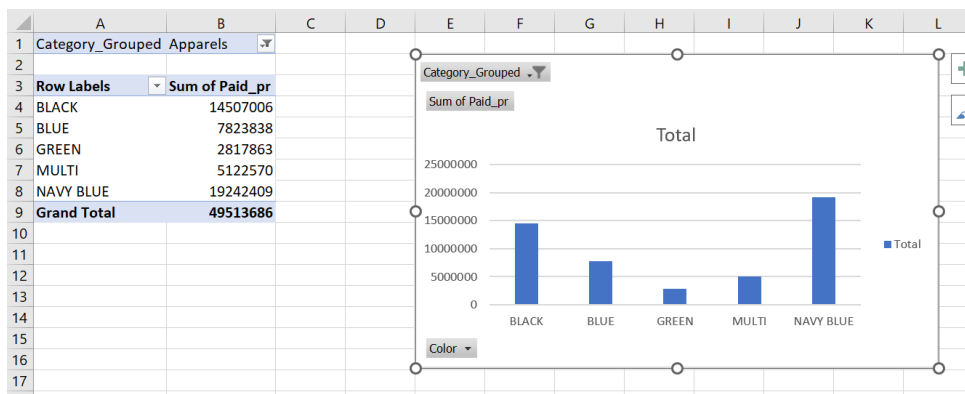 A B C D E F G H I J K L
1 Category_Grouped Apparels
2
3 Row Labels Sum of Paid_pr
4 BLACK 14507006
5 BLUE 7823838
6 GREEN 2817863
7 MULTI 5122570
8 NAVY BLUE 19242409
9 Grand Total 49513686
10
11
12
13
14
15
16
17
Category_Grouped
Sum of Paid_pr
Total
25000000
20000000
15000000
10000000
5000000
0
BLACK BLUE GREEN MULTI NAVY BLUE
Total
Color